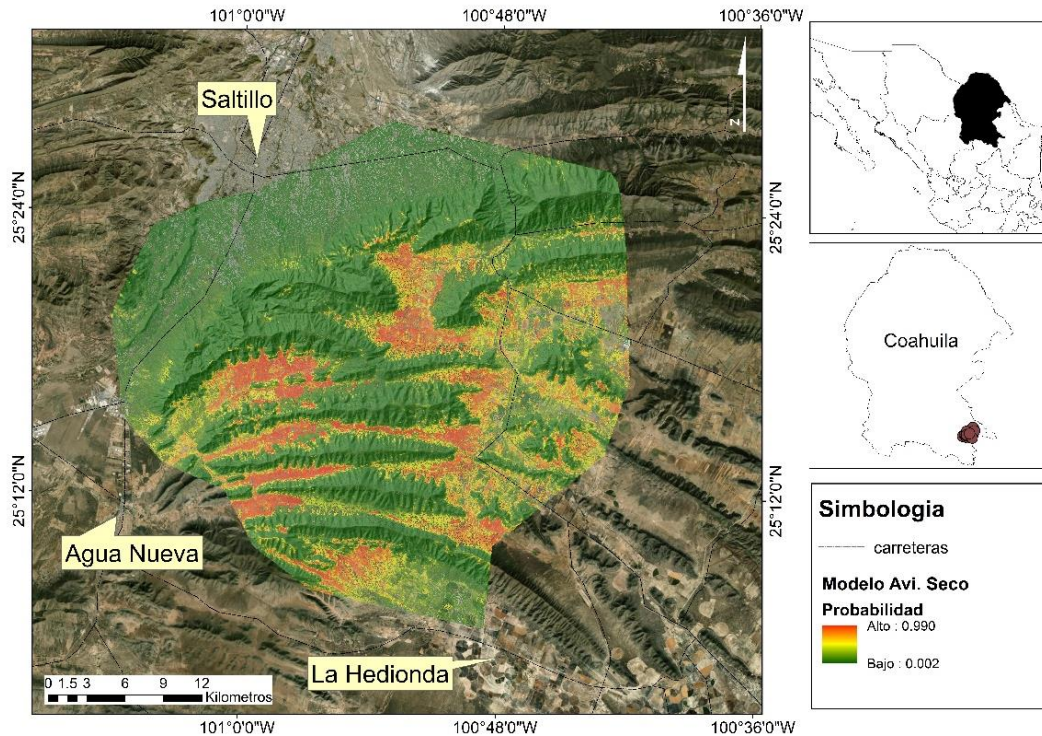 101°0'0"W
100°48'0"W
100°36'0"W
Saltillo
N
25°24'0"N
25°24'0"N
25°12'0"N
25°12'0"N
Agua Nueva
La Hedionda
0 1.5 3 6 9 12
Kilometros
101°0'0"W
100°48'0"W
100°36'0"W
Coahuila
Simbologia
carreteras
Modelo Avi. Seco
Probabilidad
Alto : 0.990
Bajo : 0.002